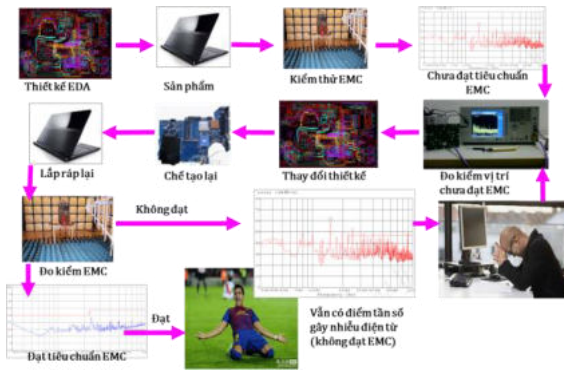 Thiết kế EDA
Sản phẩm
Kiểm thử EMC
Chưa đạt tiêu chuẩn
EMC
Lắp ráp lại
Chế tạo lại
Thay đổi thiết kế
Đo kiểm vị trí
chưa đạt EMC
Không đạt
Đo kiểm EMC
Đạt
Vẫn có điểm tần số
gây nhiễu điện từ
(không đạt EMC)
Đạt tiêu chuẩn EMC